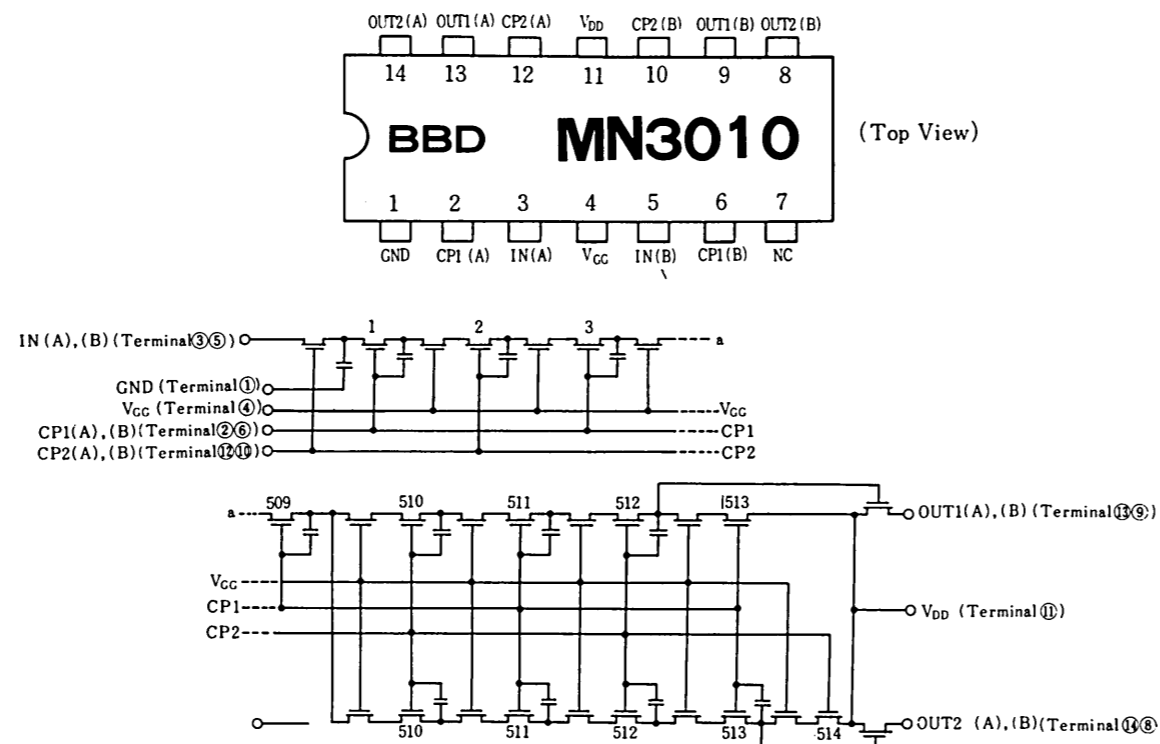 OUT2(A) OUT1(A) CP2(A) VDD CP2(B) OUT1(B) OUT2(B)
14 13 12 11 10 9 8
BBD MN3010
(Top View)
1 2 3 4 5 6 7
GND CP1(A) IN(A) VGG IN(B) CP1(B) NC
1 2 3
IN(A),(B)(Terminal③⑤) a
GND(Terminal①)
VGG(Terminal④) VGG
CP1(A),(B)(Terminal②⑥) CP1
CP2(A),(B)(Terminal⑫⑩) CP2
509 510 511 512 513
a OUT1(A),(B)(Terminal⑬⑨)
VGG
CP1 VDD (Terminal⑪)
CP2
OUT2 (A),(B)(Terminal⑭⑧)
510 511 512 513 514